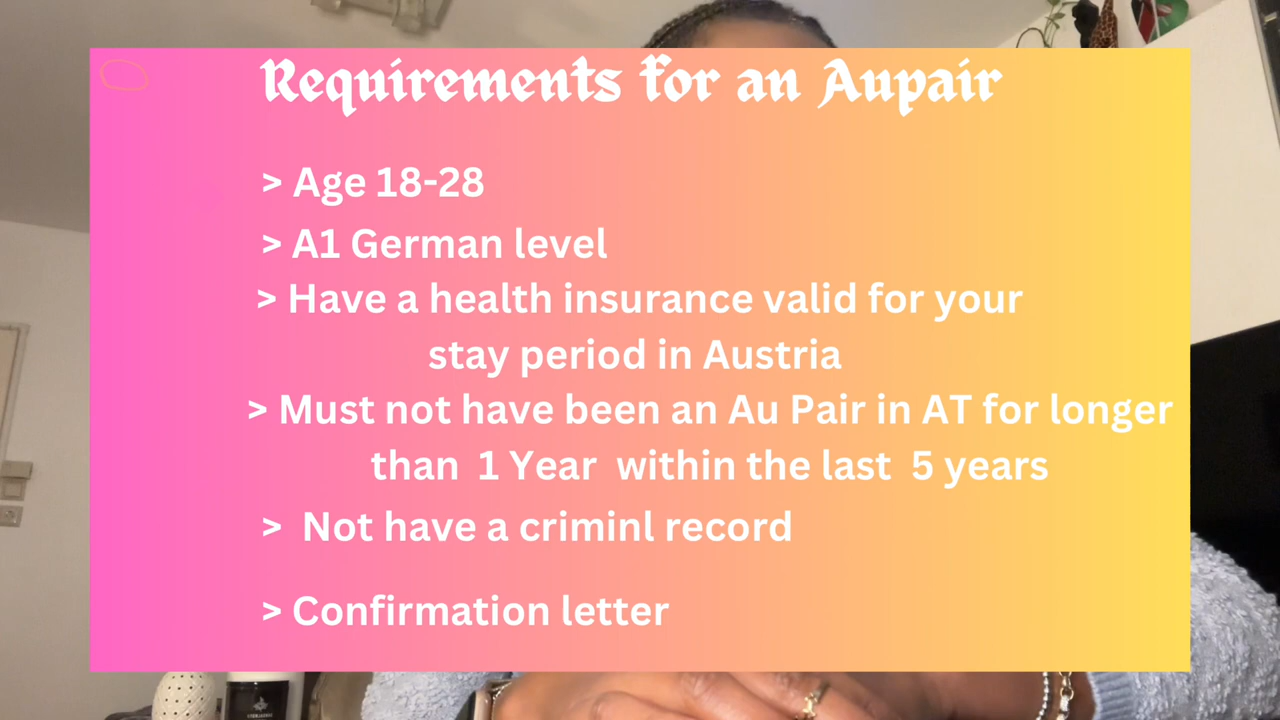 Requirements for an Aupair
> Age 18-28
> A1 German level
> Have a health insurance valid for your
stay period in Austria
> Must not have been an Au Pair in AT for longer
than 1 Year within the last 5 years
> Not have a criminl record
> Confirmation letter